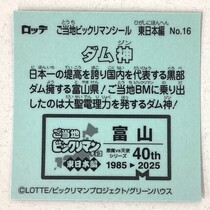 ロッテ ご当地ビックリマンシール 東日本編 No.16
ダム神
日本一の堤高を誇り国内を代表する黒部
ダム擁する富山県！ご当地BMに乗り出
したのは大聖電理力を発するダム神！
ご当地
ビックリマン
東日本編
富山
悪魔VS天使
シリーズ
40th
1985▶2025
©LOTTE/ビックリマンプロジェクト/グリーンハウス